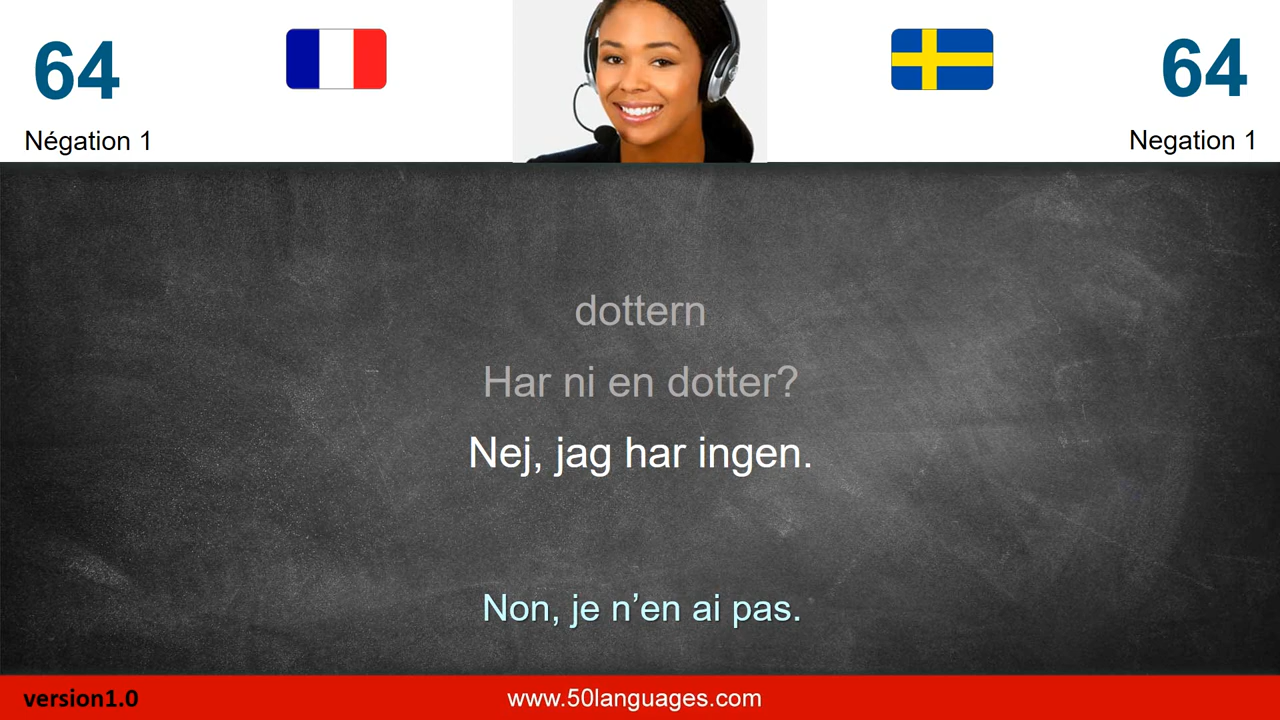 64
64
Négation 1
Negation 1
dottern
Har ni en dotter?
Nej, jag har ingen.
Non, je n’en ai pas.
version1.0
www.50languages.com